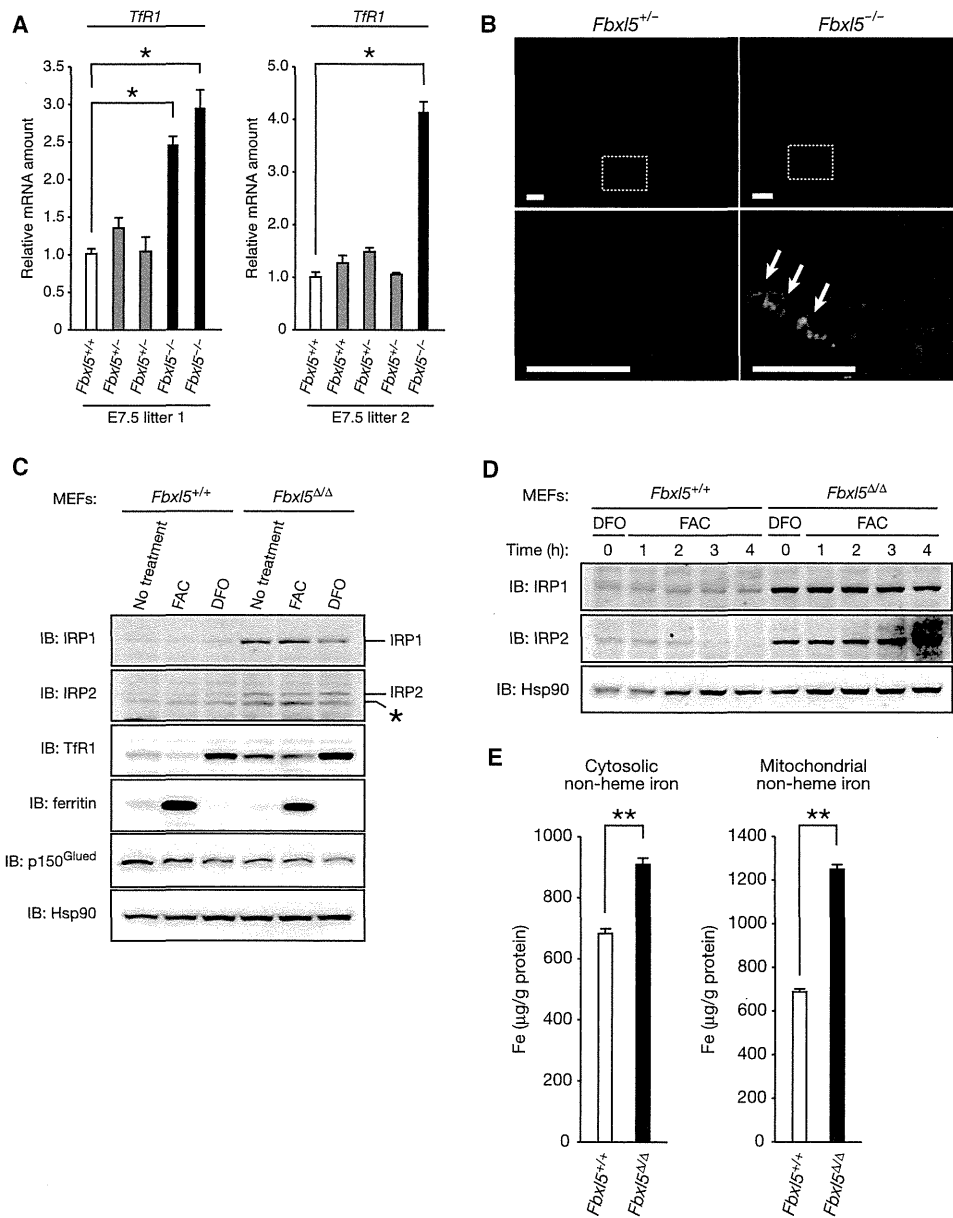 A
TfR1
TfR1
*
*
*
Relative mRNA amount
3.5
3.0
2.5
2.0
1.5
1.0
0.5
0
Fbxl5+/+
Fbxl5+/−
Fbxl5+/−
Fbxl5−/−
Fbxl5−/−
E7.5 litter 1
Relative mRNA amount
5.0
4.0
3.0
2.0
1.0
0
Fbxl5+/+
Fbxl5+/+
Fbxl5+/−
Fbxl5+/−
Fbxl5−/−
E7.5 litter 2
B
Fbxl5+/−
Fbxl5−/−
C
MEFs:
Fbxl5+/+
Fbxl5Δ/Δ
No treatment
FAC
DFO
No treatment
FAC
DFO
IB: IRP1
IRP1
IB: IRP2
IRP2
*
IB: TfR1
IB: ferritin
IB: p150Glued
IB: Hsp90
D
MEFs:
Fbxl5+/+
Fbxl5Δ/Δ
DFO
FAC
DFO
FAC
Time (h):
0 1 2 3 4 0 1 2 3 4
IB: IRP1
IB: IRP2
IB: Hsp90
E
Cytosolic
non-heme iron
**
Fe (μg/g protein)
1000
800
600
400
200
0
Fbxl5+/+
Fbxl5Δ/Δ
Mitochondrial
non-heme iron
**
Fe (μg/g protein)
1400
1200
1000
800
600
400
200
0
Fbxl5+/+
Fbxl5Δ/Δ